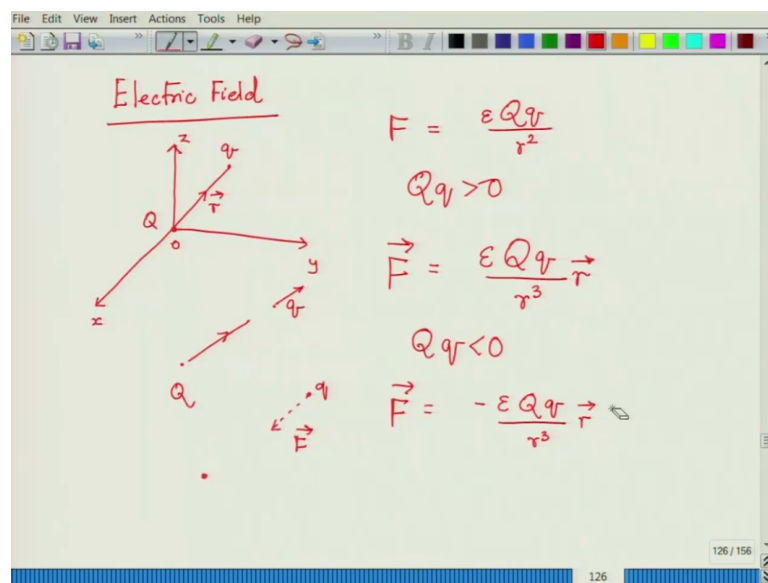 File Edit View Insert Actions Tools Help
B I
Electric Field
z
q
r⃗
Q
o
y
x
q
Q
q
F⃗
F = εQq/r²
Qq > 0
F⃗ = εQq/r³ r⃗
Qq < 0
F⃗ = - εQq/r³ r⃗
126 / 156
126